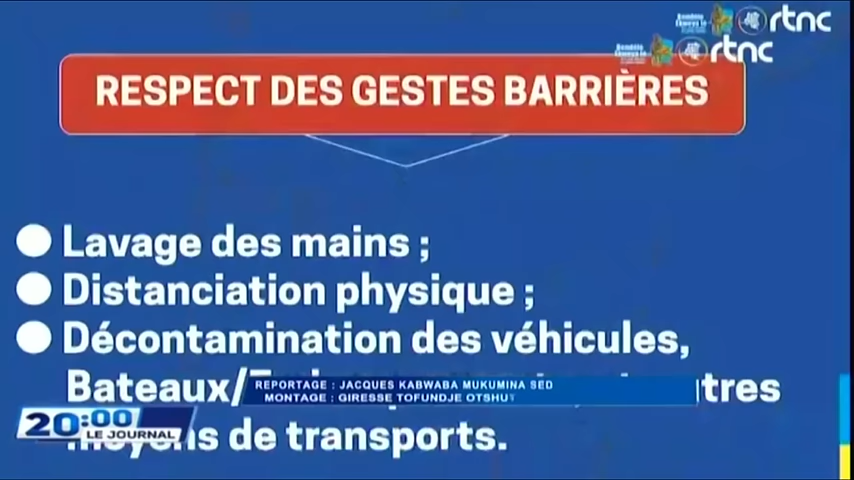 rtnc
rtnc
RESPECT DES GESTES BARRIÈRES
Lavage des mains ;
Distanciation physique ;
Décontamination des véhicules,
Bateaux/
REPORTAGE : JACQUES KABWABA MUKUMINA SED
MONTAGE : GIRESSE TOFUNDJE OTSHU
20:00
LE JOURNAL
de transports.